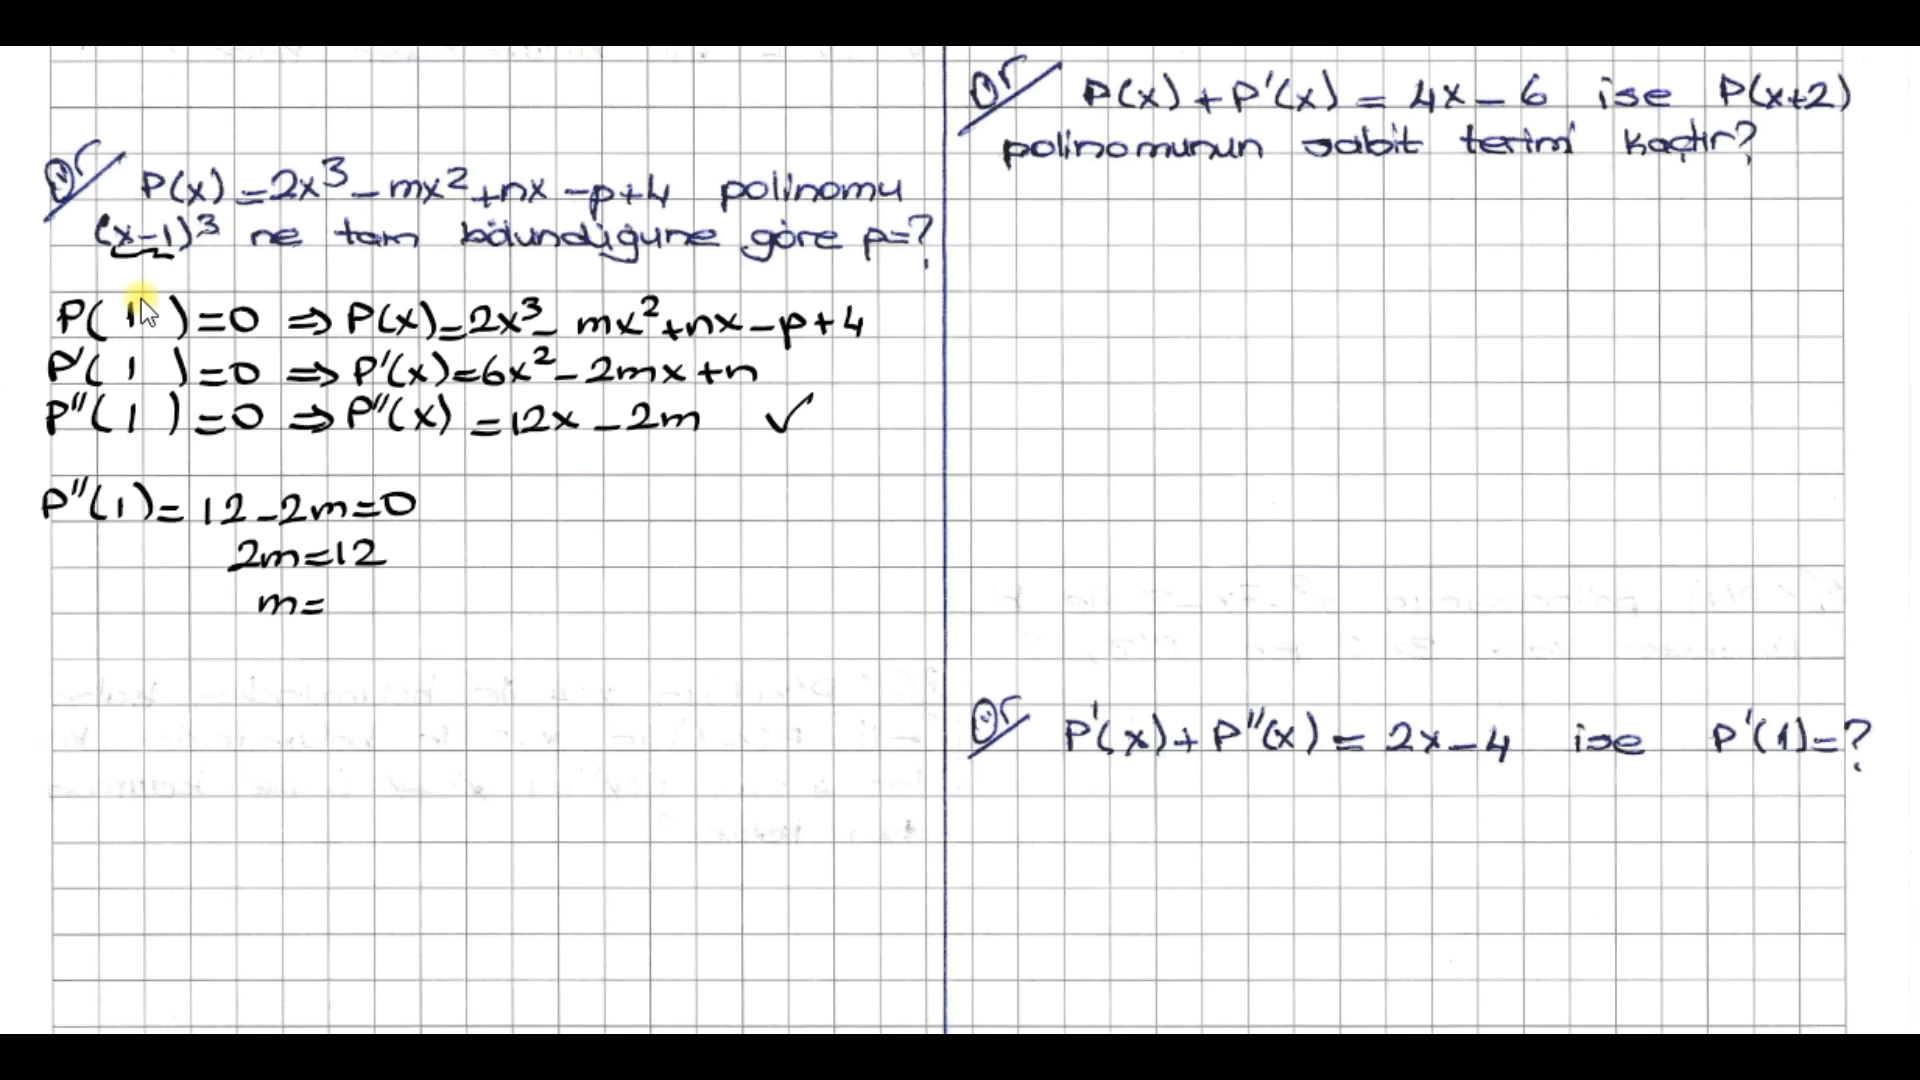 Ör P(x)=2x³-mx²+nx-p+4 polinomu
(x-1)³ ne tam bölündüğüne göre p=?
P( 1 )=0 ⇒ P(x)=2x³- mx²+nx-p+4
P'( 1 )=0 ⇒ P'(x)=6x²-2mx+n
P''( 1 )=0 ⇒ P''(x) =12x-2m ✓
P''(1)= 12-2m=0
2m=12
m=
Ör P(x)+P'(x)= 4x-6 ise P(x+2)
polinomunun sabit terimi kaçtır?
Ör P'(x)+P''(x)= 2x-4 ise P'(1)=?